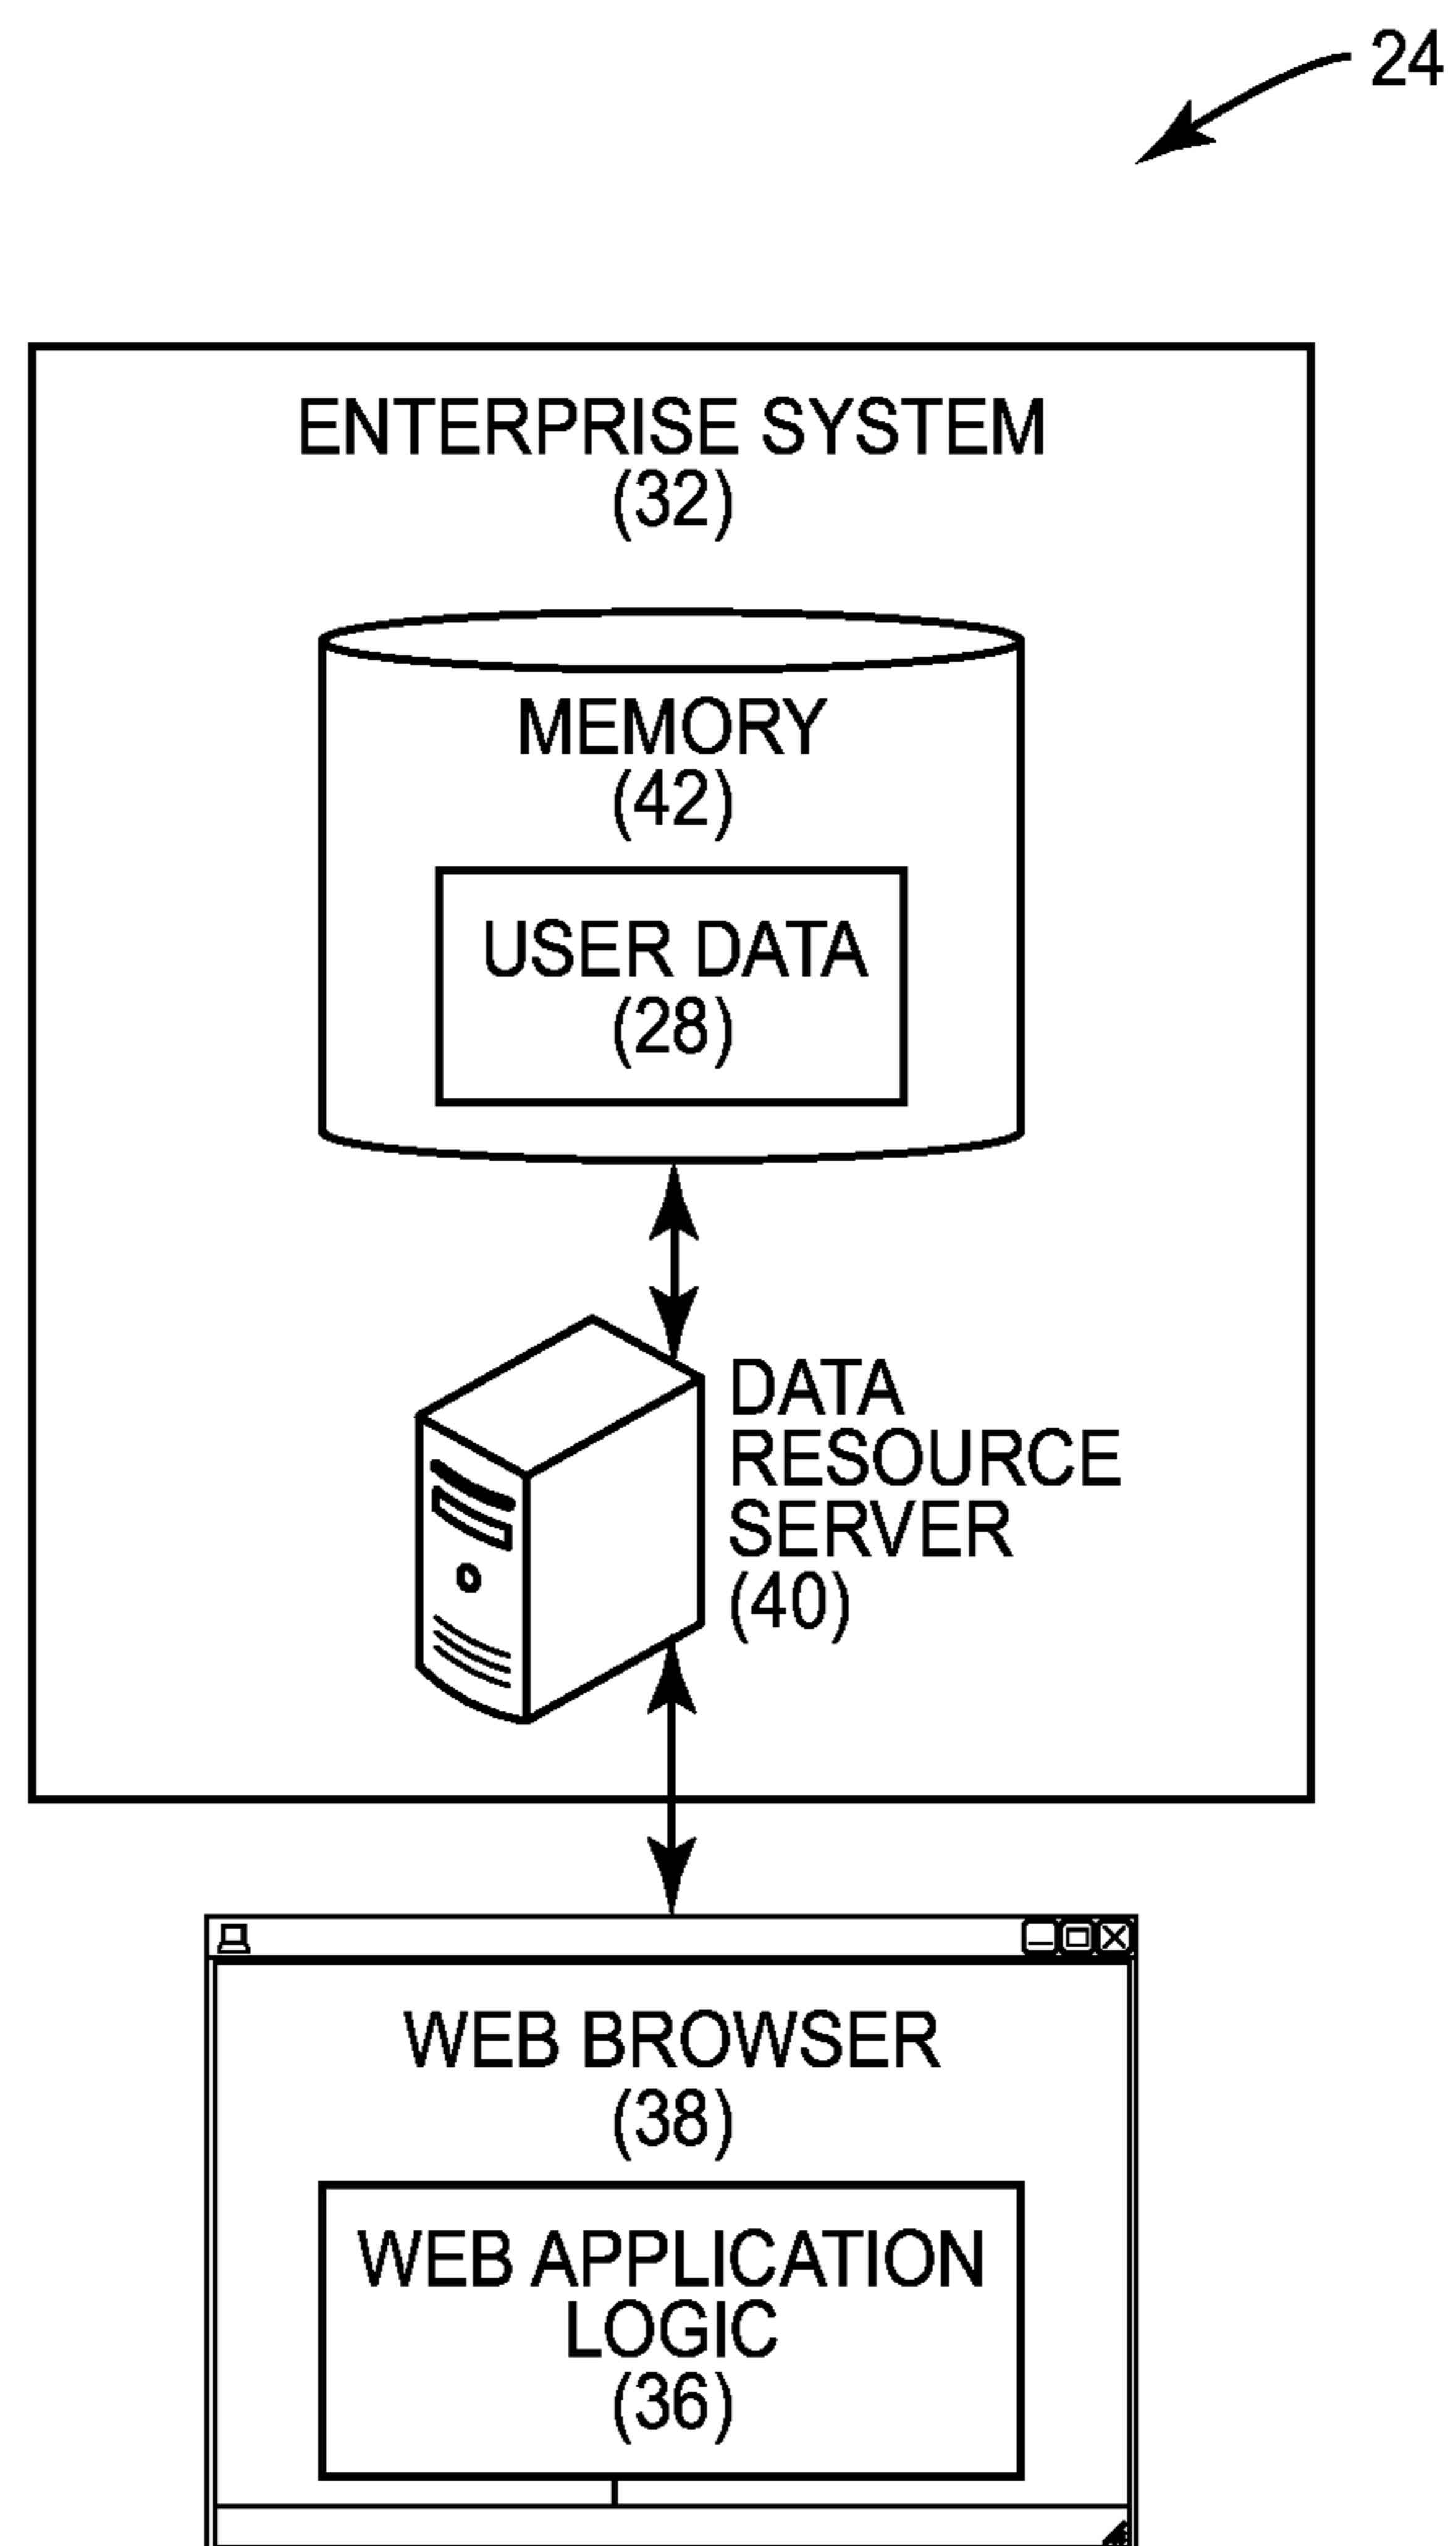 24
ENTERPRISE SYSTEM
(32)
MEMORY
(42)
USER DATA
(28)
DATA
RESOURCE
SERVER
(40)
WEB BROWSER
(38)
WEB APPLICATION
LOGIC
(36)